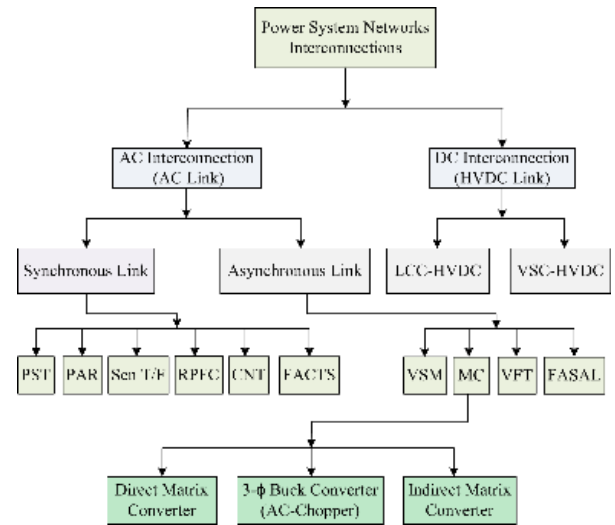 Power System Networks
Interconnections
AC Interconnection
(AC Link)
DC Interconnection
(HVDC Link)
Synchronous Link
Asynchronous Link
LCC-HVDC
VSC-HVDC
PST
PAR
Sen T/F
RPFC
CNT
FACTS
VSM
MC
VFT
FASAL
Direct Matrix
Converter
3-ϕ Buck Converter
(AC-Chopper)
Indirect Matrix
Converter